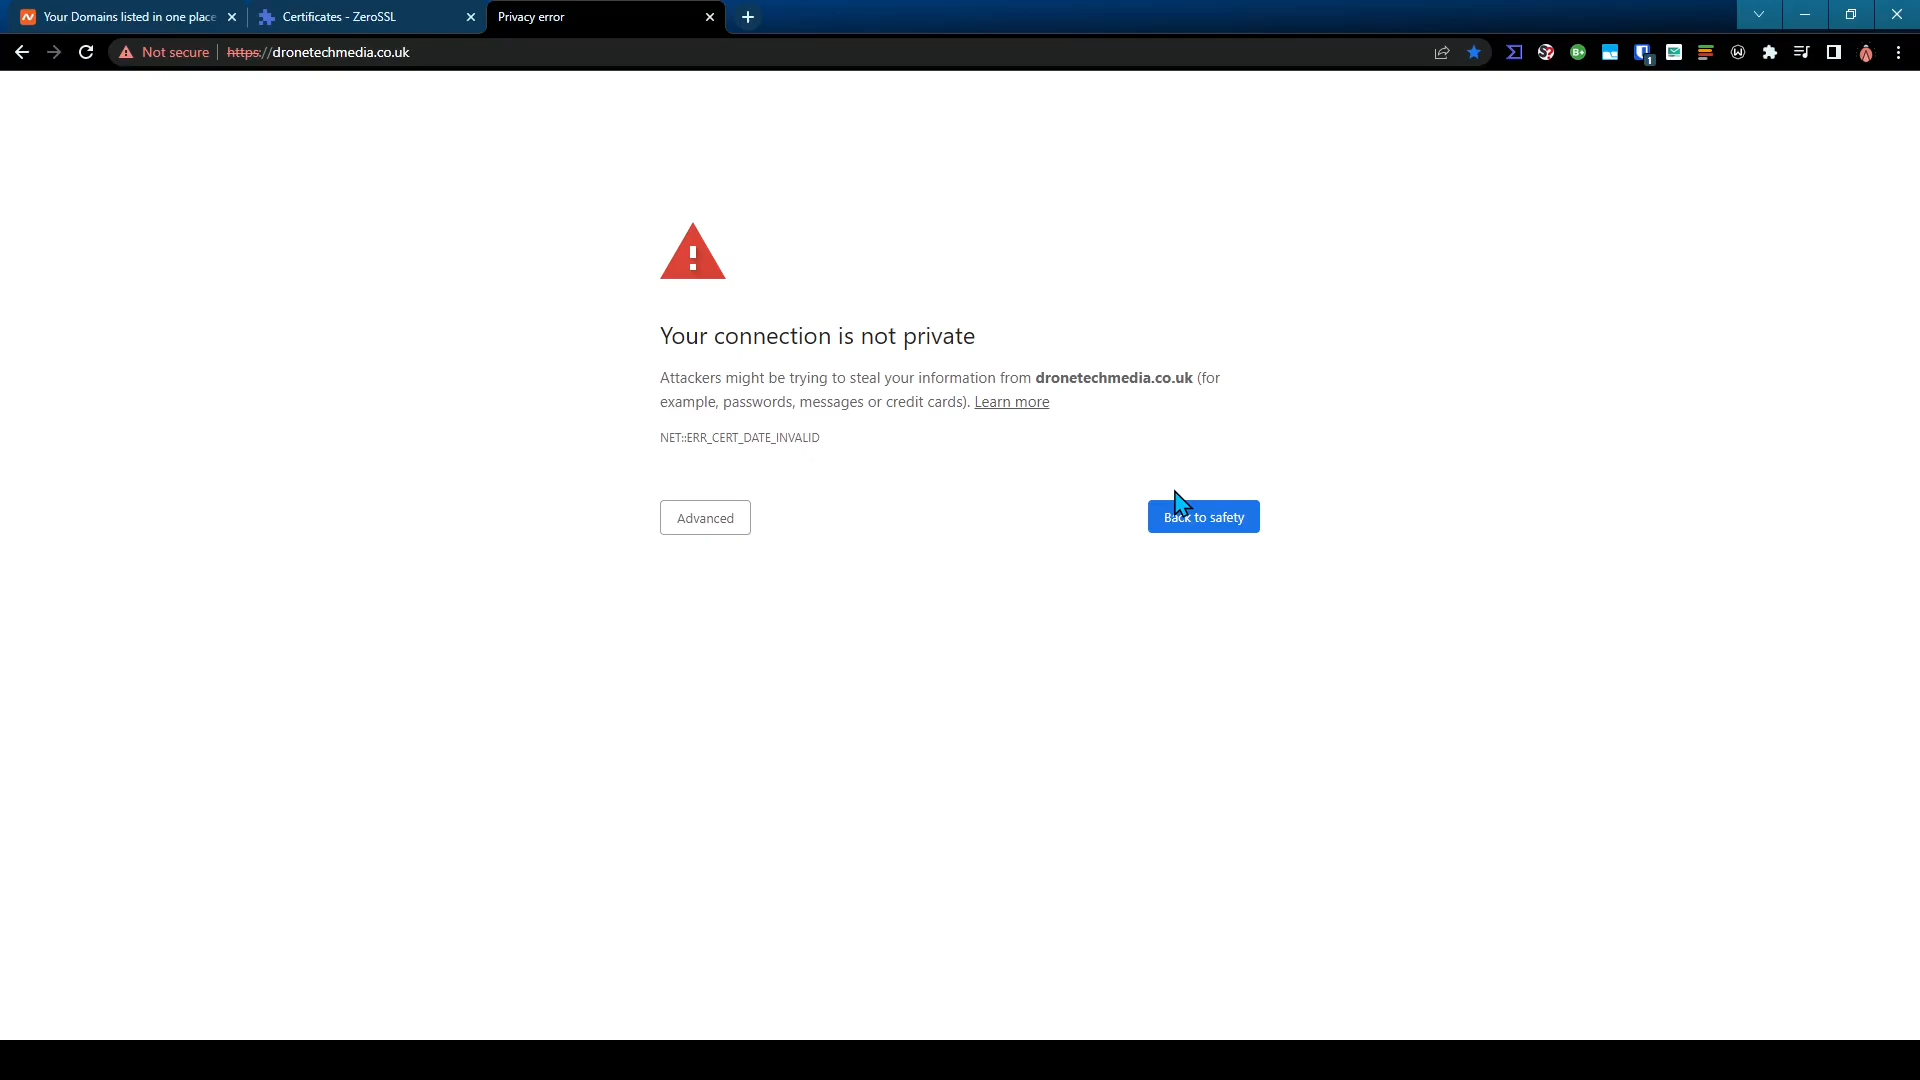 Your Domains listed in one place
Certificates - ZeroSSL
Privacy error
Not secure
https://dronetechmedia.co.uk
B+
1
Your connection is not private
Attackers might be trying to steal your information from dronetechmedia.co.uk (for
example, passwords, messages or credit cards). Learn more
NET::ERR_CERT_DATE_INVALID
Advanced
Back to safety